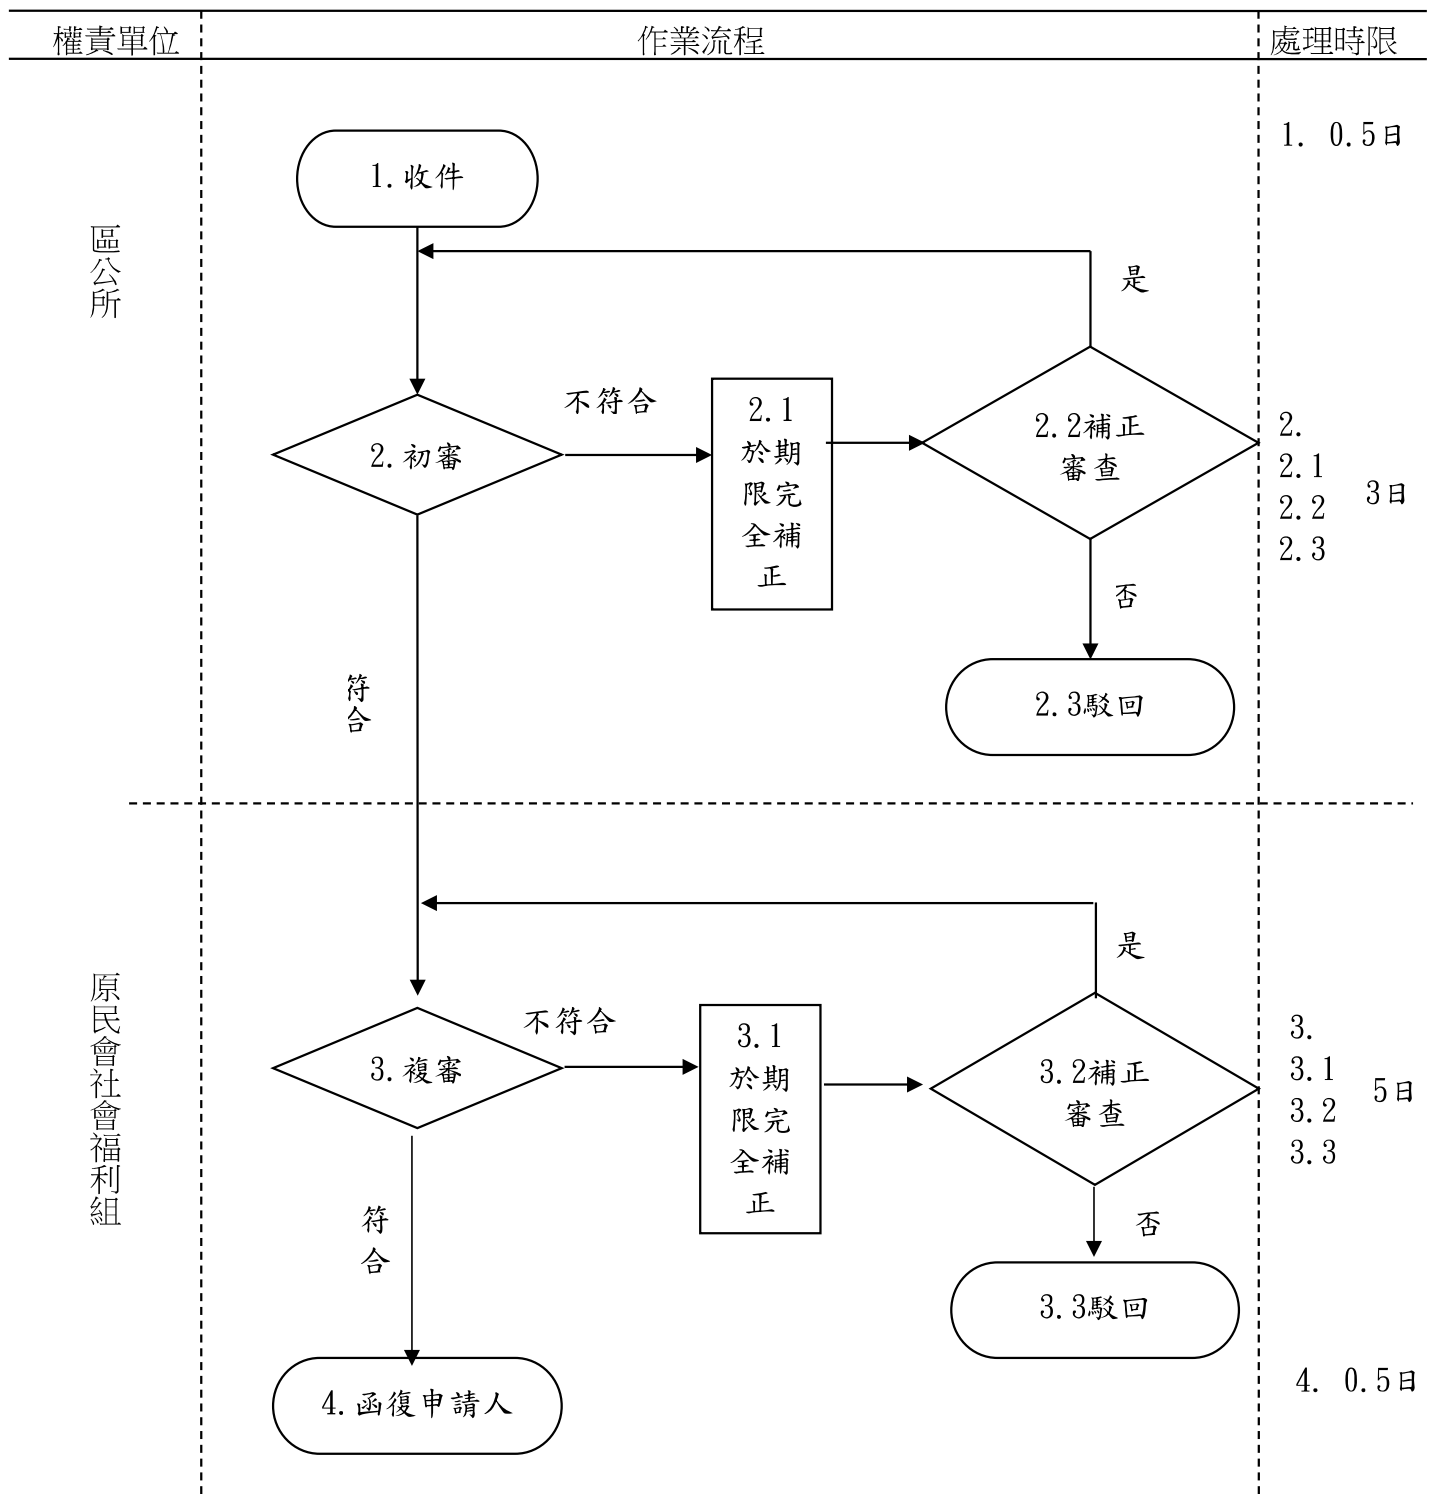 權責單位
作業流程
處理時限
1. 0.5日
1.收件
區公所
是
不符合
2.初審
2.1
於期
限完
全補
正
2.2補正
審查
2.
2.1
2.2
2.3
3日
否
符
合
2.3駁回
原民會社會福利組
是
不符合
3.複審
3.1
於期
限完
全補
正
3.2補正
審查
3.
3.1
3.2
3.3
5日
符
合
否
3.3駁回
4. 0.5日
4.函復申請人